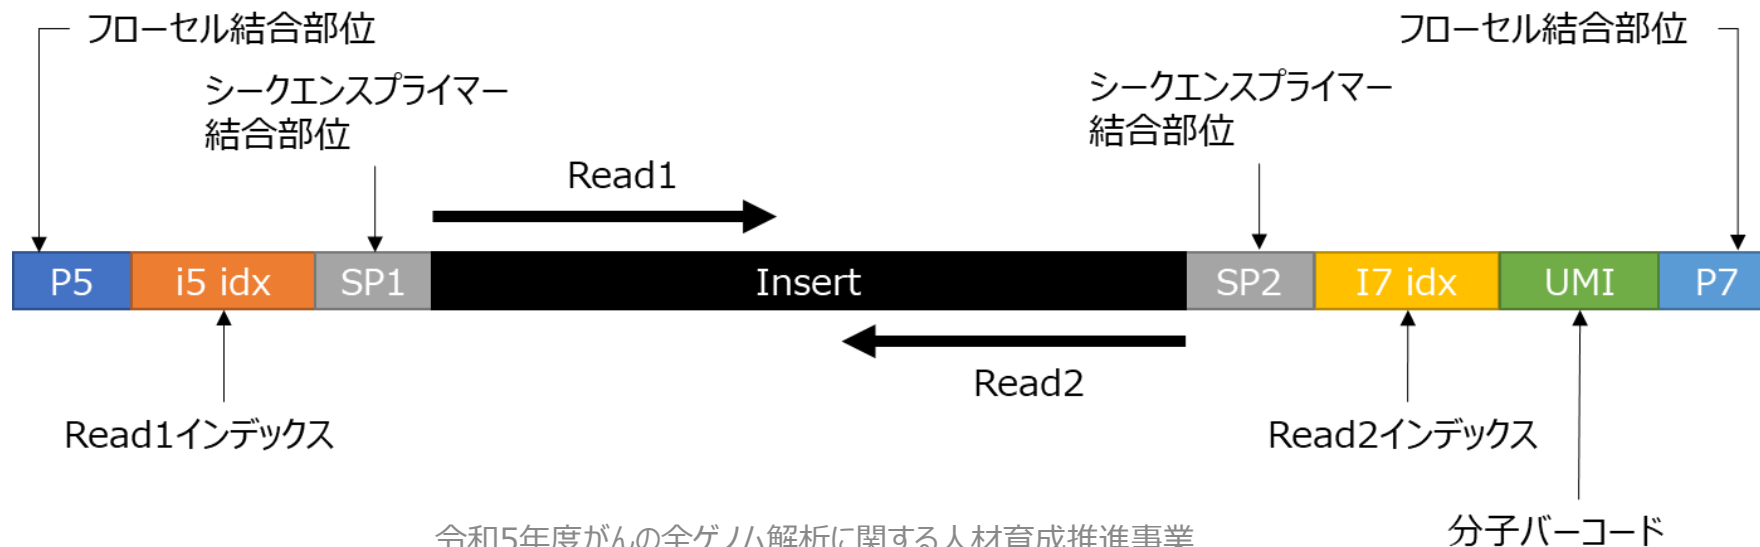 フローセル結合部位
フローセル結合部位
シークエンスプライマー
結合部位
シークエンスプライマー
結合部位
Read1
P5 i5 idx SP1 Insert SP2 I7 idx UMI P7
Read2
Read1インデックス
Read2インデックス
分子バーコード
令和5年度がんの全ゲノム解析に関する人材育成推進事業